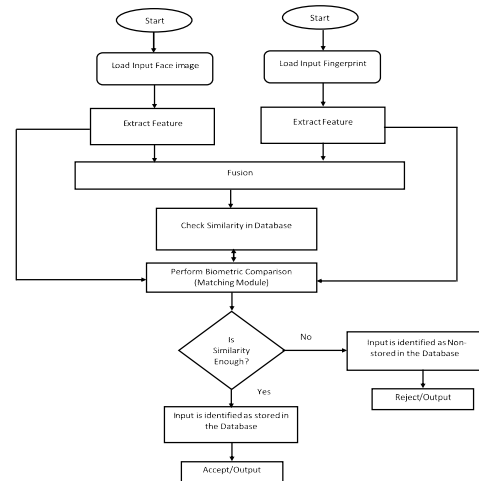 Start
Start
Load Input Face image
Load Input Fingerprint
Extract Feature
Extract Feature
Fusion
Check Similarity in Database
Perform Biometric Comparison
(Matching Module)
Is
Similarity
Enough?
No
Input is identified as Non-
stored in the Database
Yes
Reject/Output
Input is identified as stored in
the Database
Accept/Output